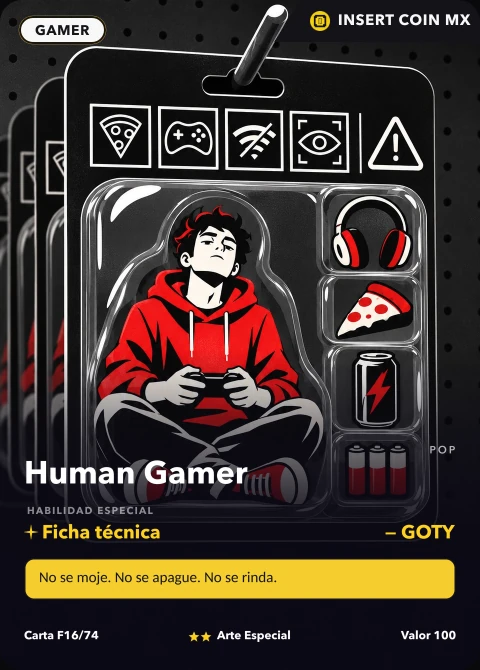 GAMER
INSERT COIN MX
POP
Human Gamer
HABILIDAD ESPECIAL
Ficha técnica
– GOTY
No se moje. No se apague. No se rinda.
Carta F16/74
Arte Especial
Valor 100